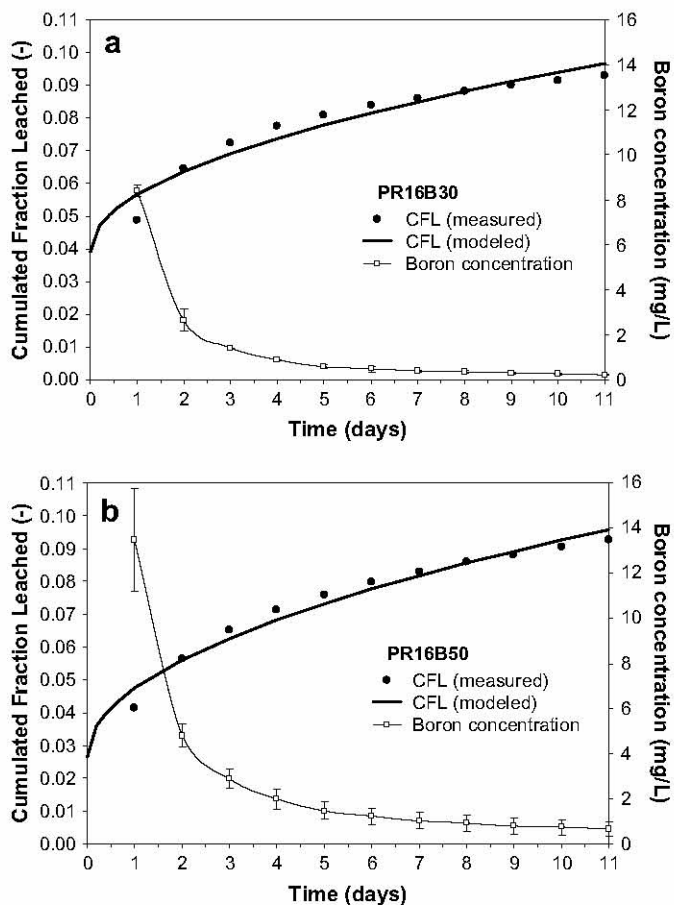 a
Cumulated Fraction Leached (-)
0.11
0.10
0.09
0.08
0.07
0.06
0.05
0.04
0.03
0.02
0.01
0.00
PR16B30
CFL (measured)
CFL (modeled)
Boron concentration
16
14
12
10
8
6
4
2
0
Boron concentration (mg/L)
0 1 2 3 4 5 6 7 8 9 10 11
Time (days)
b
Cumulated Fraction Leached (-)
0.11
0.10
0.09
0.08
0.07
0.06
0.05
0.04
0.03
0.02
0.01
0.00
PR16B50
CFL (measured)
CFL (modeled)
Boron concentration
16
14
12
10
8
6
4
2
0
Boron concentration (mg/L)
0 1 2 3 4 5 6 7 8 9 10 11
Time (days)